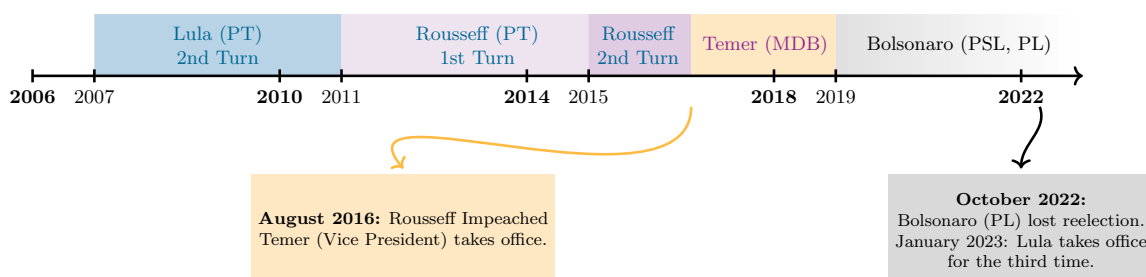 Lula (PT)
2nd Turn
Rousseff (PT)
1st Turn
Rousseff
2nd Turn
Temer (MDB)
Bolsonaro (PSL, PL)
2006 2007 2010 2011 2014 2015 2018 2019 2022
August 2016: Rousseff Impeached
Temer (Vice President) takes office.
October 2022:
Bolsonaro (PL) lost reelection.
January 2023: Lula takes office
for the third time.